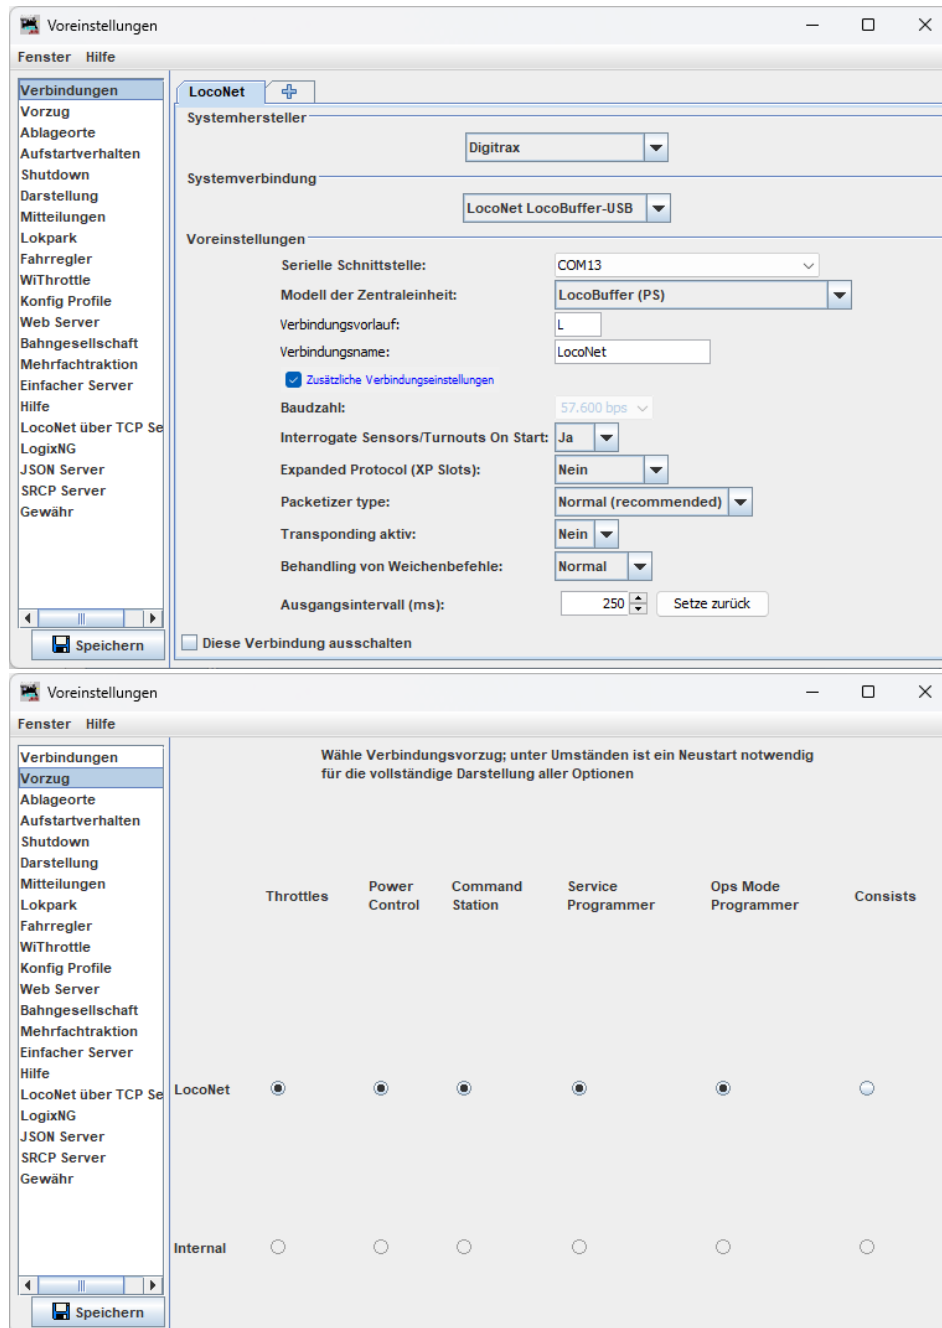 Voreinstellungen
Fenster Hilfe
Verbindungen
Vorzug
Ablageorte
Aufstartverhalten
Shutdown
Darstellung
Mitteilungen
Lokpark
Fahrregler
WiThrottle
Konfig Profile
Web Server
Bahngesellschaft
Mehrfachtraktion
Einfacher Server
Hilfe
LocoNet über TCP Se
LogixNG
JSON Server
SRCP Server
Gewähr
Speichern
LocoNet
Systemhersteller
Digitrax
Systemverbindung
LocoNet LocoBuffer-USB
Voreinstellungen
Serielle Schnittstelle: COM13
Modell der Zentraleinheit: LocoBuffer (PS)
Verbindungsvorlauf: L
Verbindungsname: LocoNet
Zusätzliche Verbindungseinstellungen
Baudzahl: 57.600 bps
Interrogate Sensors/Turnouts On Start: Ja
Expanded Protocol (XP Slots): Nein
Packetizer type: Normal (recommended)
Transponding aktiv: Nein
Behandling von Weichenbefehle: Normal
Ausgangsintervall (ms): 250 Setze zurück
Diese Verbindung ausschalten
Voreinstellungen
Fenster Hilfe
Verbindungen
Vorzug
Ablageorte
Aufstartverhalten
Shutdown
Darstellung
Mitteilungen
Lokpark
Fahrregler
WiThrottle
Konfig Profile
Web Server
Bahngesellschaft
Mehrfachtraktion
Einfacher Server
Hilfe
LocoNet über TCP Se
LogixNG
JSON Server
SRCP Server
Gewähr
Speichern
Wähle Verbindungsvorzug; unter Umständen ist ein Neustart notwendig
für die vollständige Darstellung aller Optionen
Throttles Power Control Command Station Service Programmer Ops Mode Programmer Consists
LocoNet
Internal